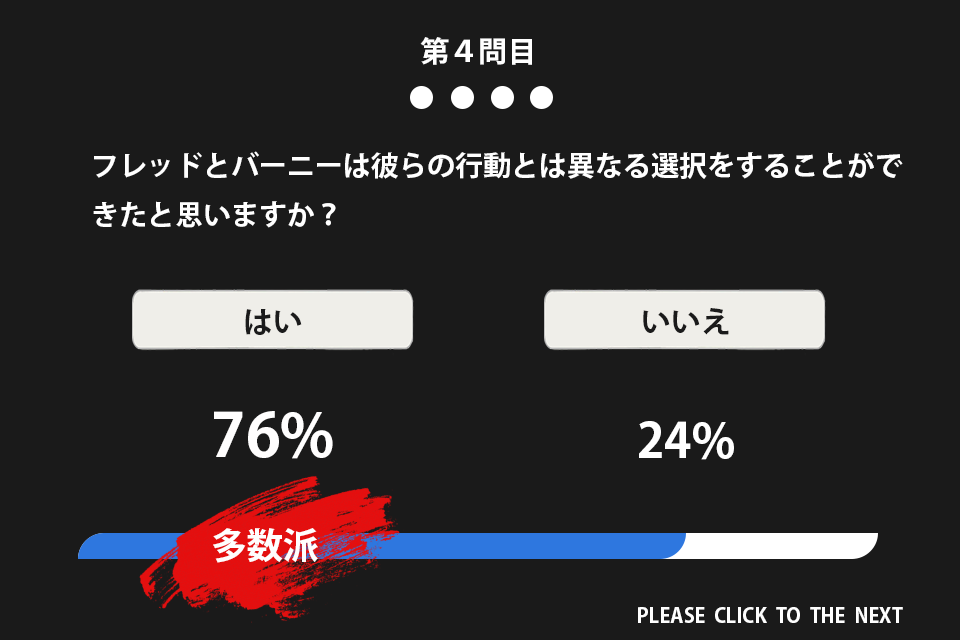 第４問目
フレッドとバーニーは彼らの行動とは異なる選択をすることがで
きたと思いますか？
はい
いいえ
76%
24%
多数派
PLEASE CLICK TO THE NEXT